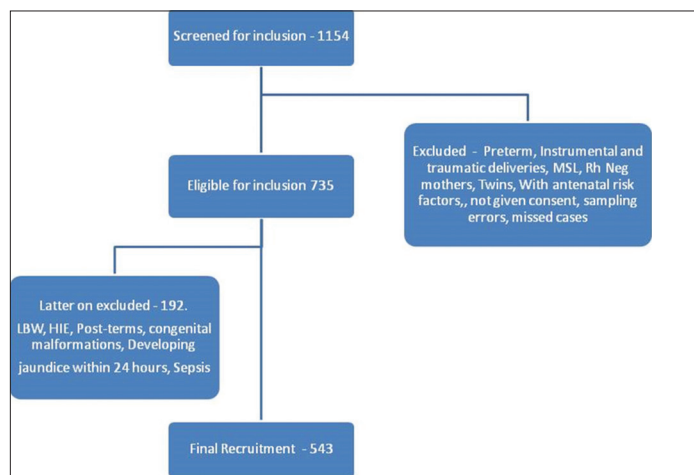 Screened for inclusion - 1154
Excluded - Preterm, Instrumental and
traumatic deliveries, MSL, Rh Neg
mothers, Twins, With antenatal risk
factors,, not given consent, sampling
errors, missed cases
Eligible for inclusion 735
Latter on excluded - 192.
LBW, HIE, Post-terms, congenital
malformations, Developing
jaundice within 24 hours, Sepsis
Final Recruitment - 543